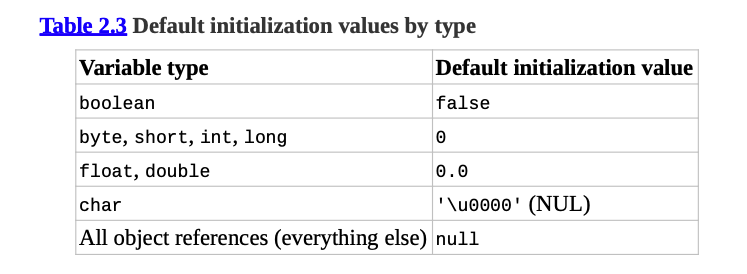 Table 2.3 Default initialization values by type
Variable type Default initialization value
boolean false
byte, short, int, long 0
float, double 0.0
char '\u0000' (NUL)
All object references (everything else) null